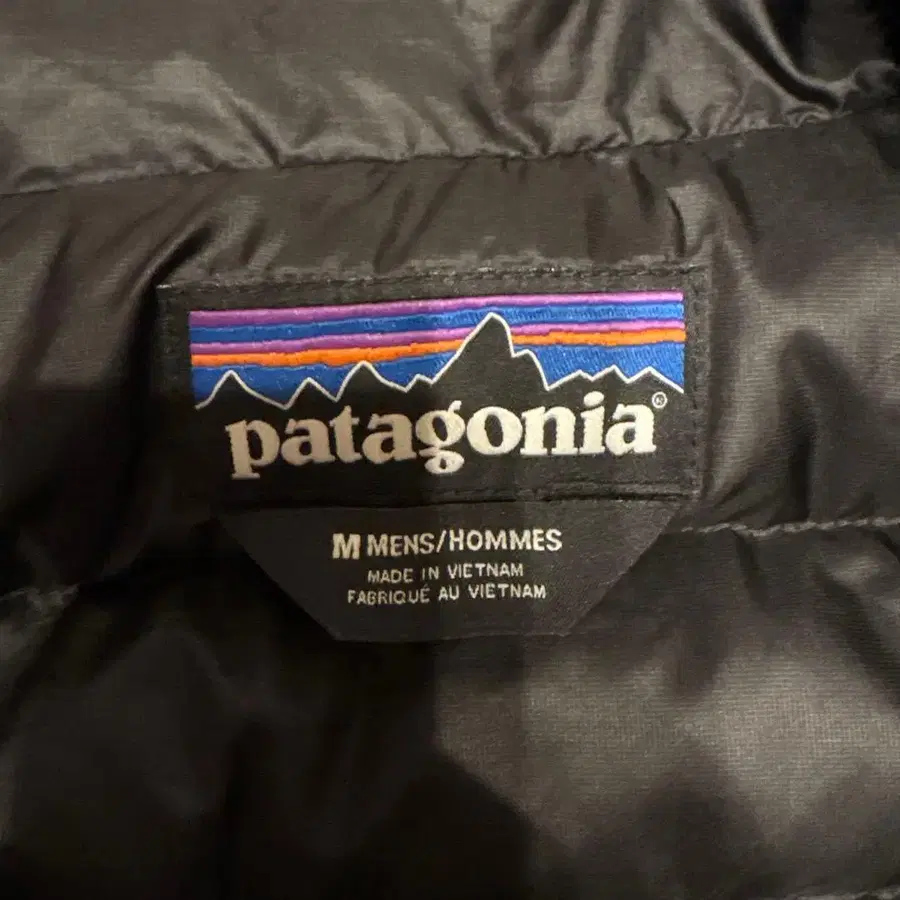 patagonia®
M MENS/HOMMES
MADE IN VIETNAM
FABRIQUÉ AU VIETNAM